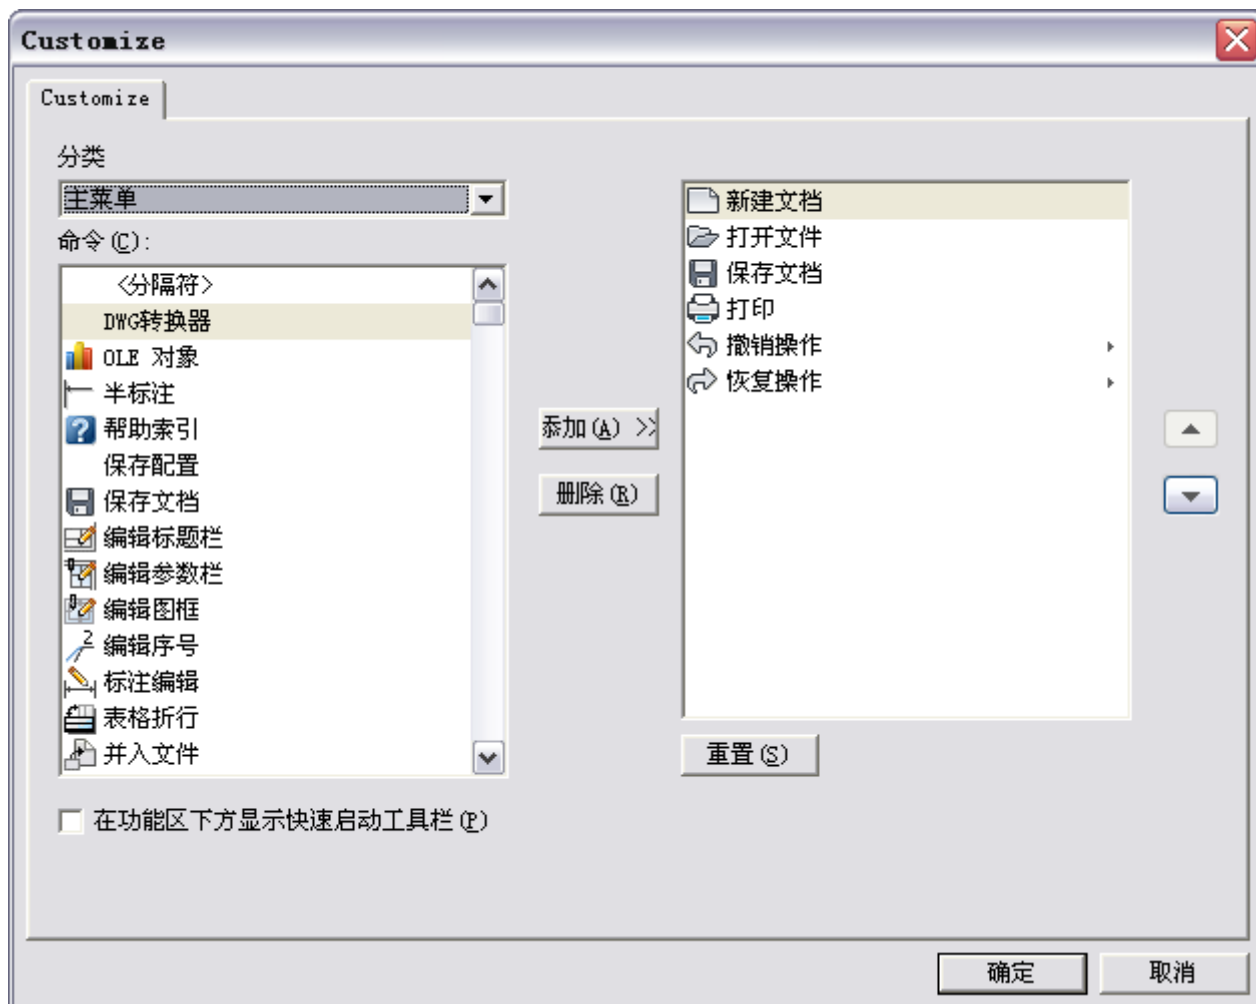 Customize
Customize
分类
主菜单
命令(C):
<分隔符>
DWG转换器
OLE 对象
半标注
帮助索引
保存配置
保存文档
编辑标题栏
编辑参数栏
编辑图框
编辑序号
标注编辑
表格折行
并入文件
在功能区下方显示快速启动工具栏(P)
添加(A) >>
删除(R)
新建文档
打开文件
保存文档
打印
撤销操作
恢复操作
重置(S)
确定
取消